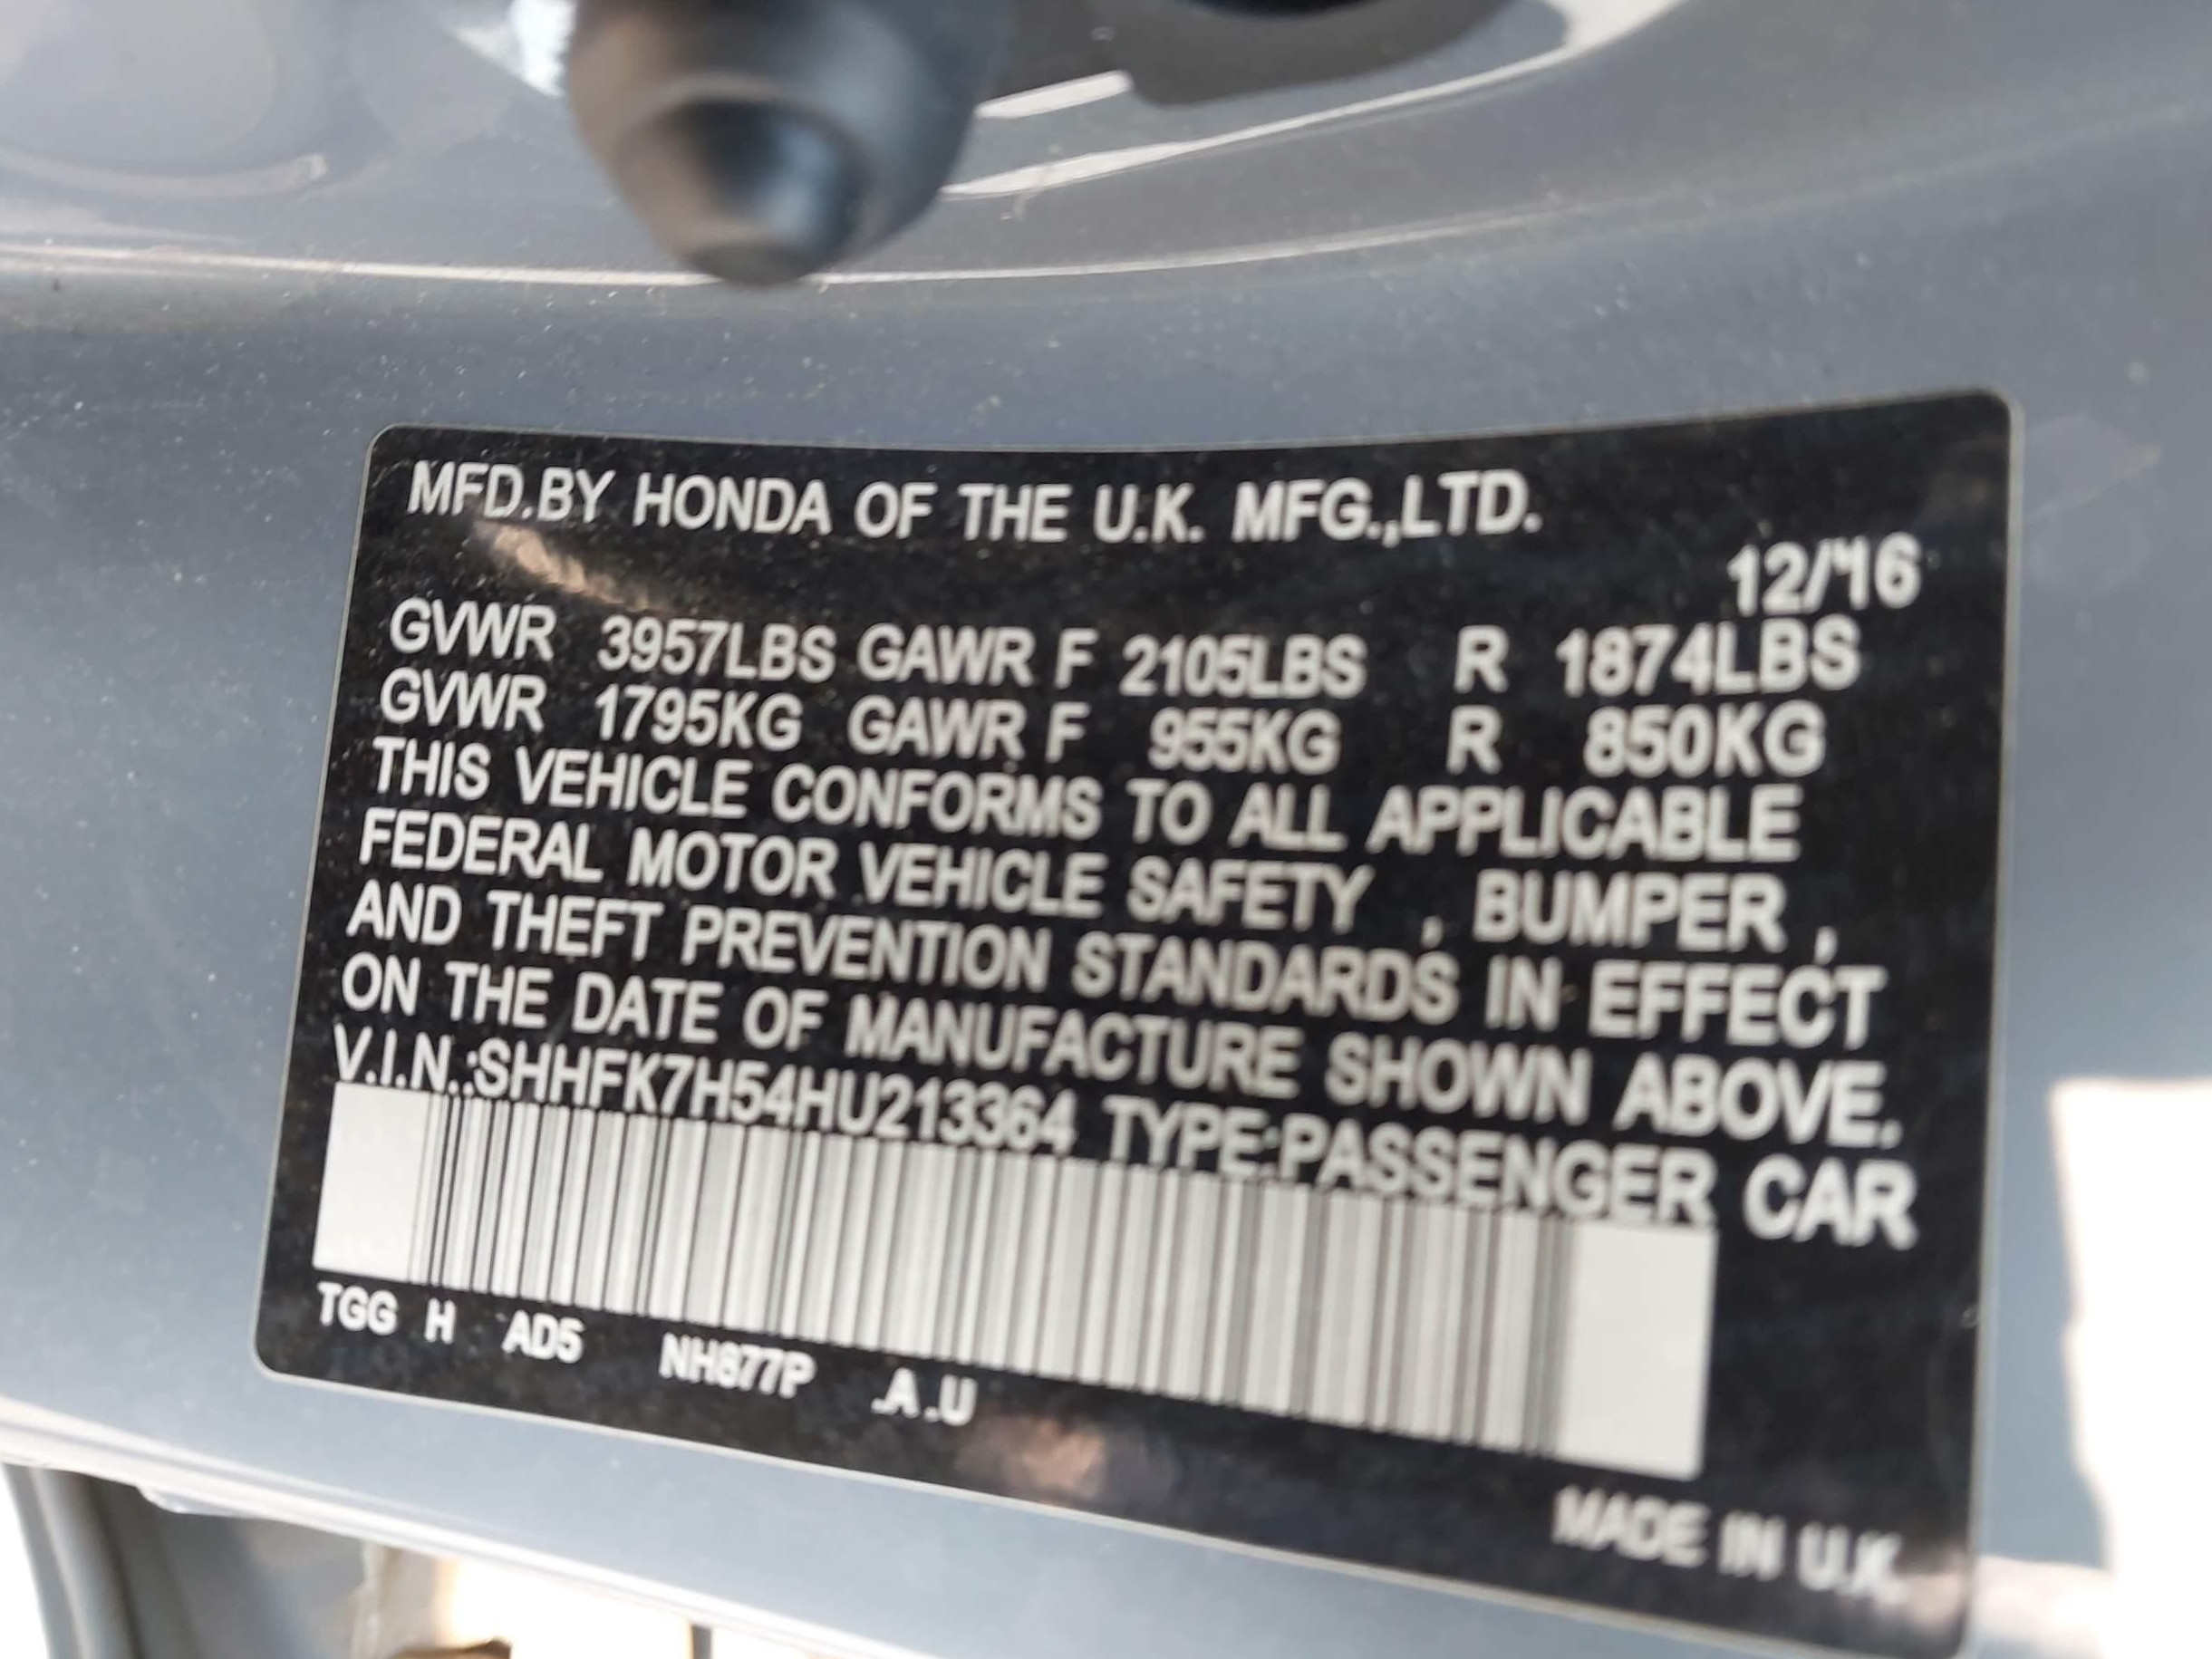 MFD.BY HONDA OF THE U.K. MFG.,LTD.
12/16
GVWR 3957LBS GAWR F 2105LBS R 1874LBS
GVWR 1795KG GAWR F 955KG R 850KG
THIS VEHICLE CONFORMS TO ALL APPLICABLE
FEDERAL MOTOR VEHICLE SAFETY , BUMPER ,
AND THEFT PREVENTION STANDARDS IN EFFECT
ON THE DATE OF MANUFACTURE SHOWN ABOVE.
V.I.N.:SHHFK7H54HU213364 TYPE:PASSENGER CAR
TGG H AD5 NH877P .A .U
MADE IN U.K.